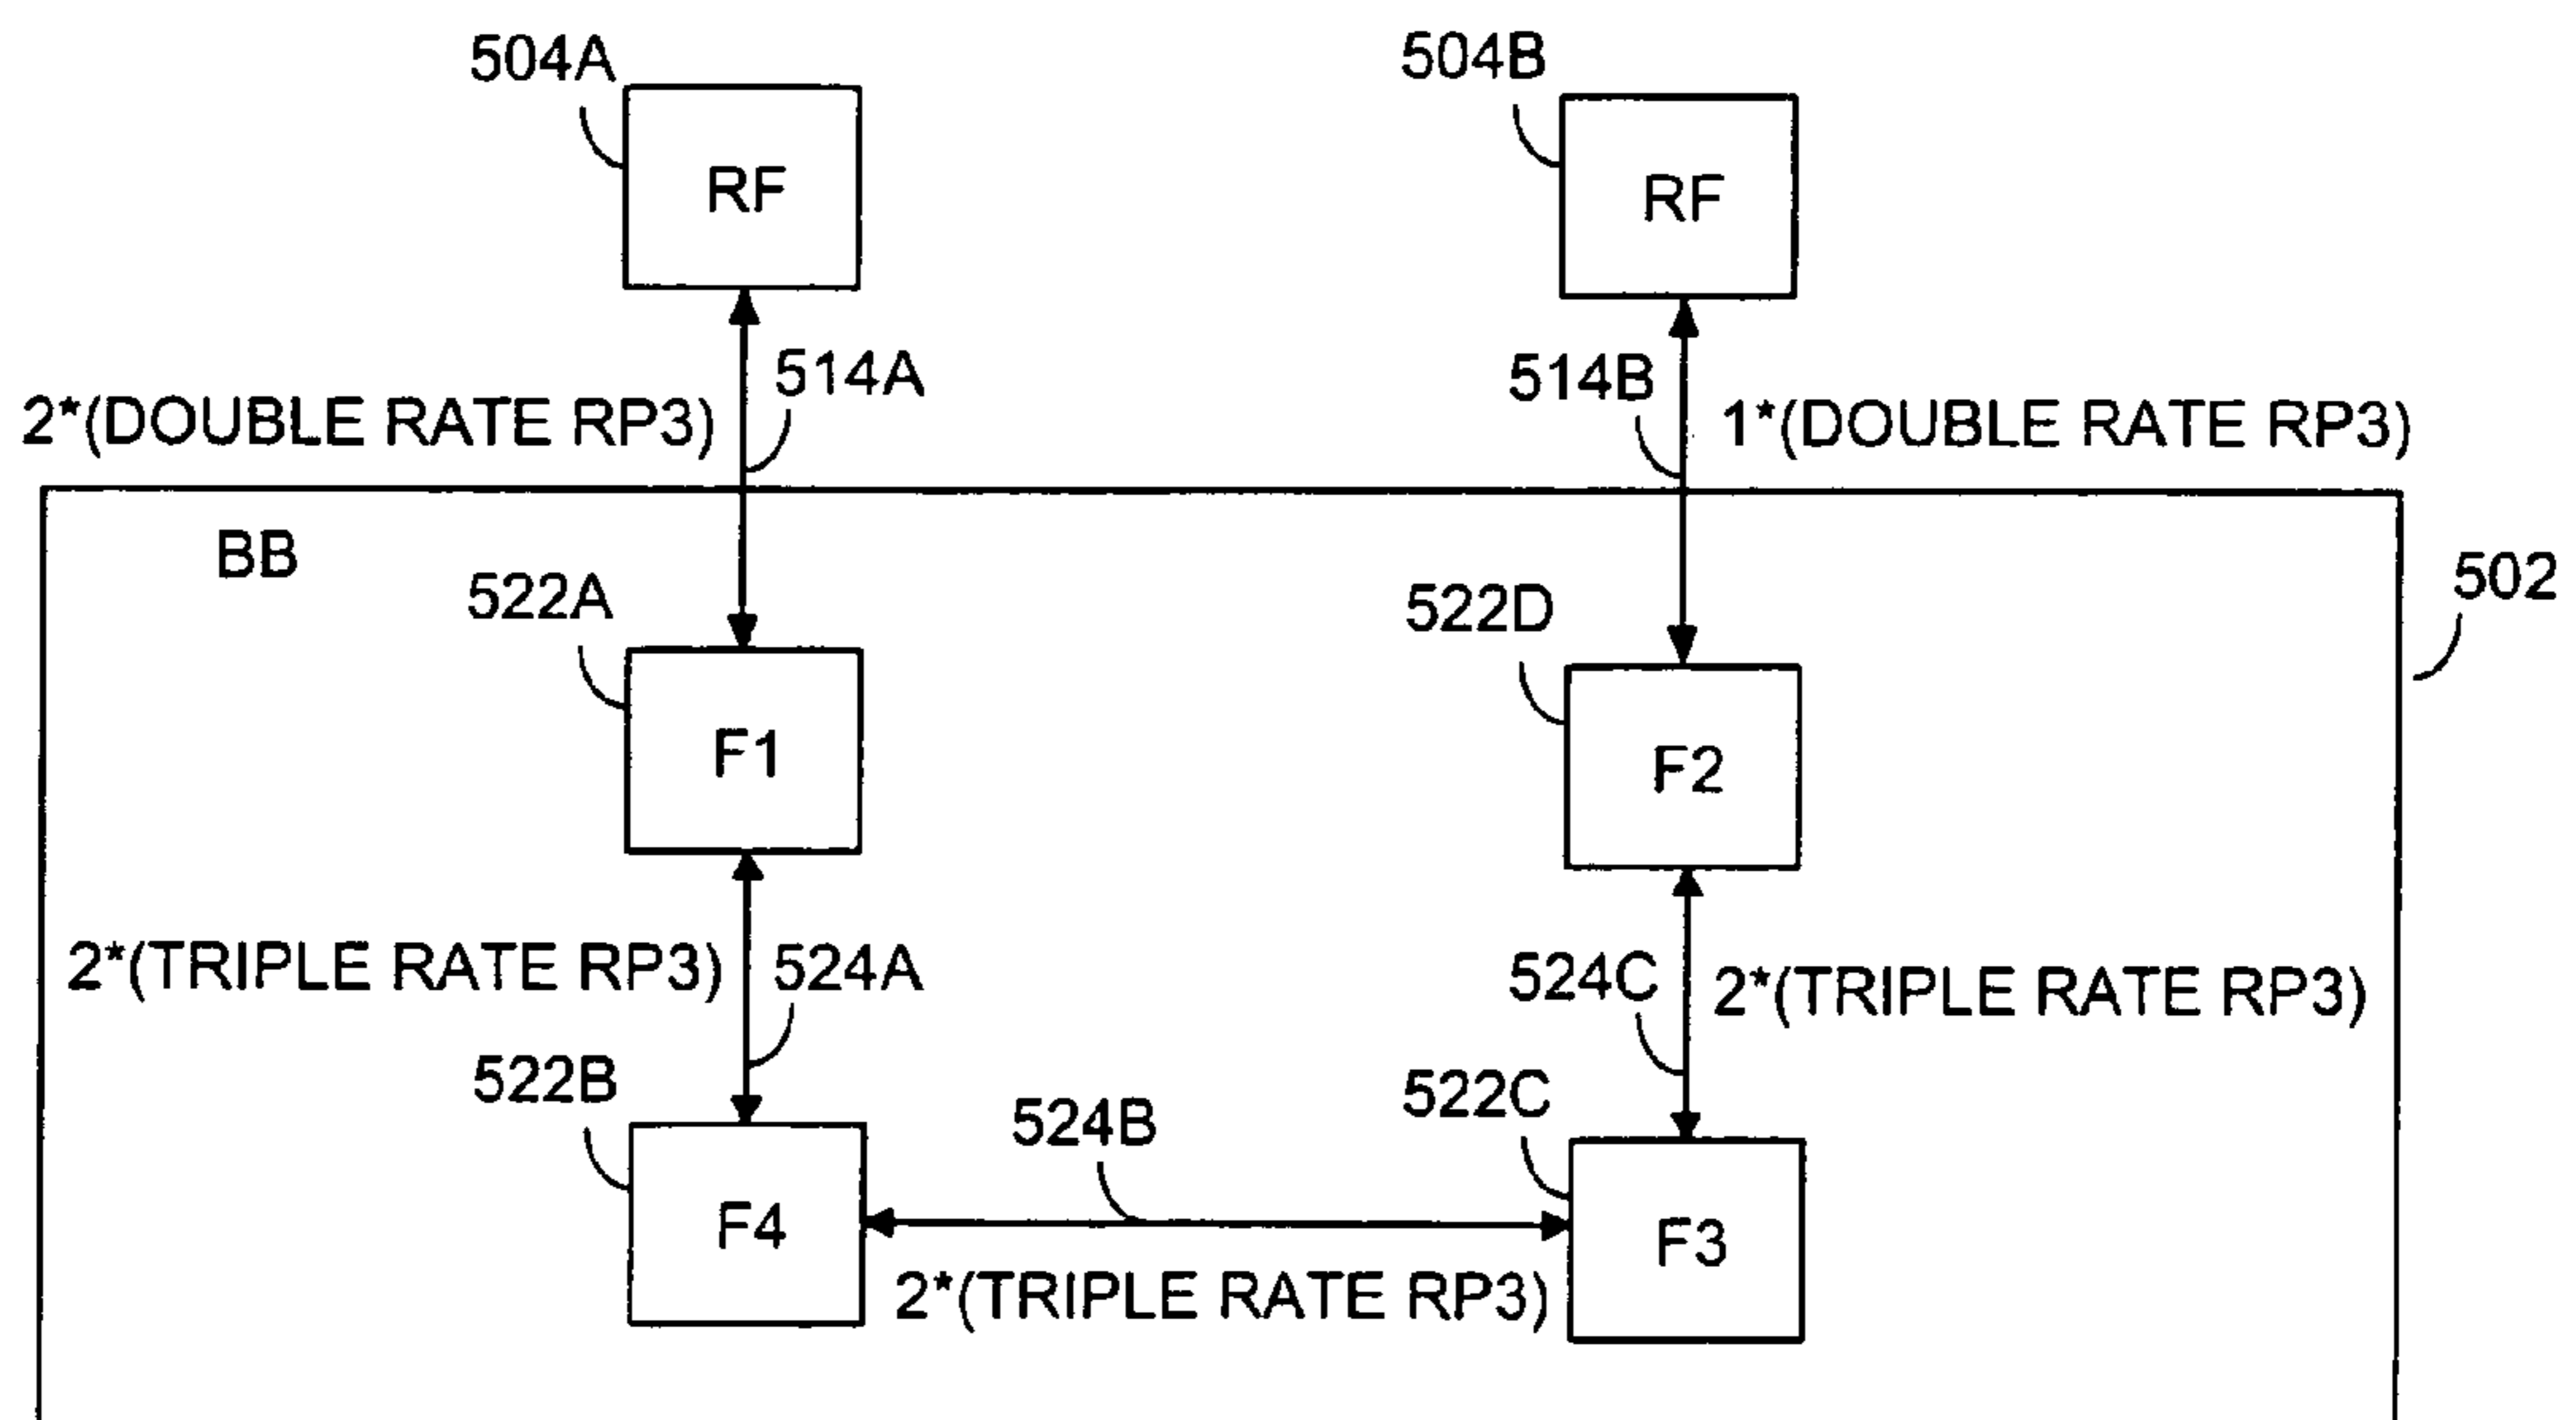 504A
504B
RF
RF
514A
514B
2*(DOUBLE RATE RP3)
1*(DOUBLE RATE RP3)
BB
502
522A
522D
F1
F2
2*(TRIPLE RATE RP3)
524A
524C
2*(TRIPLE RATE RP3)
522B
522C
524B
F4
F3
2*(TRIPLE RATE RP3)